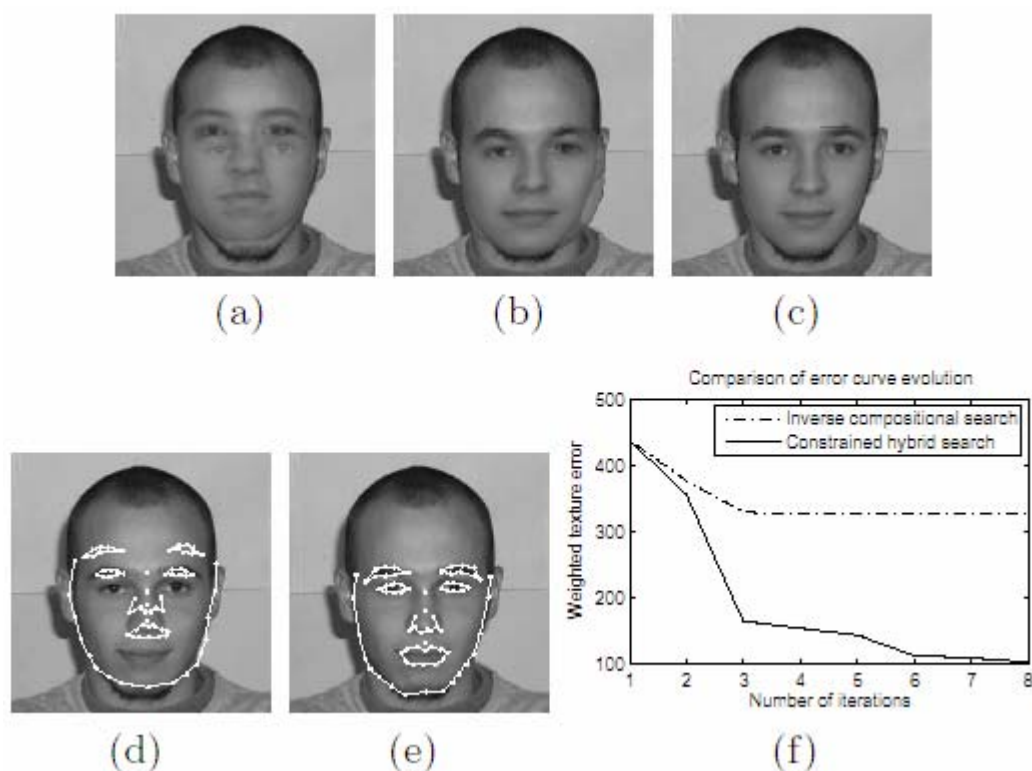 (a)
(b)
(c)
Comparison of error curve evolution
500
400
300
200
100
Weighted texture error
Inverse compositional search
Constrained hybrid search
1 2 3 4 5 6 7 8
Number of iterations
(d)
(e)
(f)